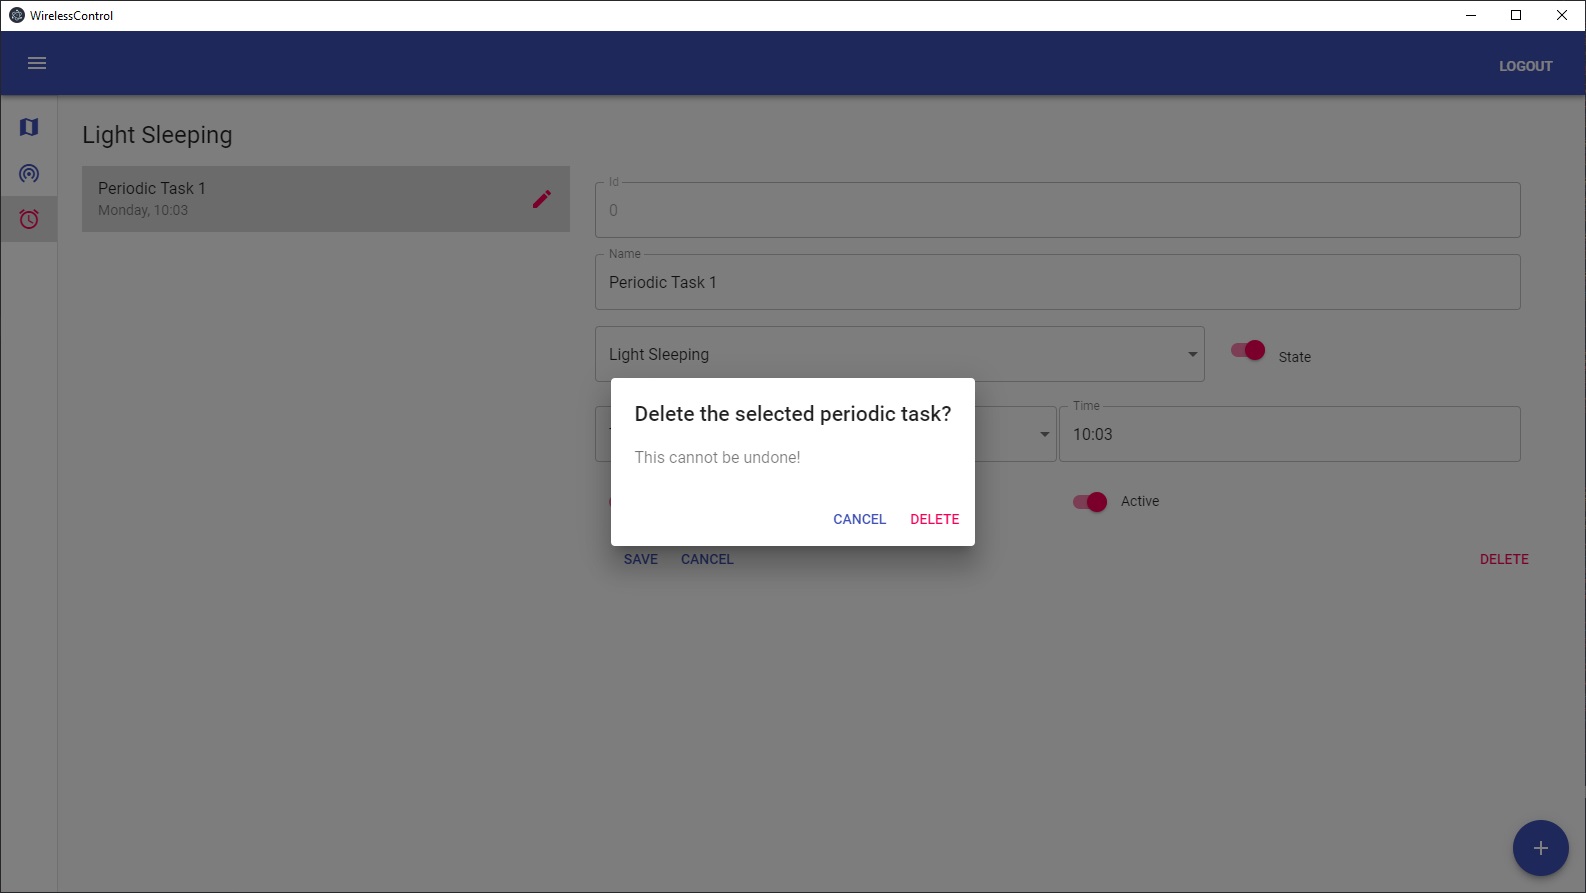 WirelessControl
LOGOUT
Light Sleeping
Periodic Task 1
Monday, 10:03
Id
0
Name
Periodic Task 1
Light Sleeping
State
Time
10:03
Delete the selected periodic task?
This cannot be undone!
CANCEL DELETE
Active
SAVE CANCEL DELETE